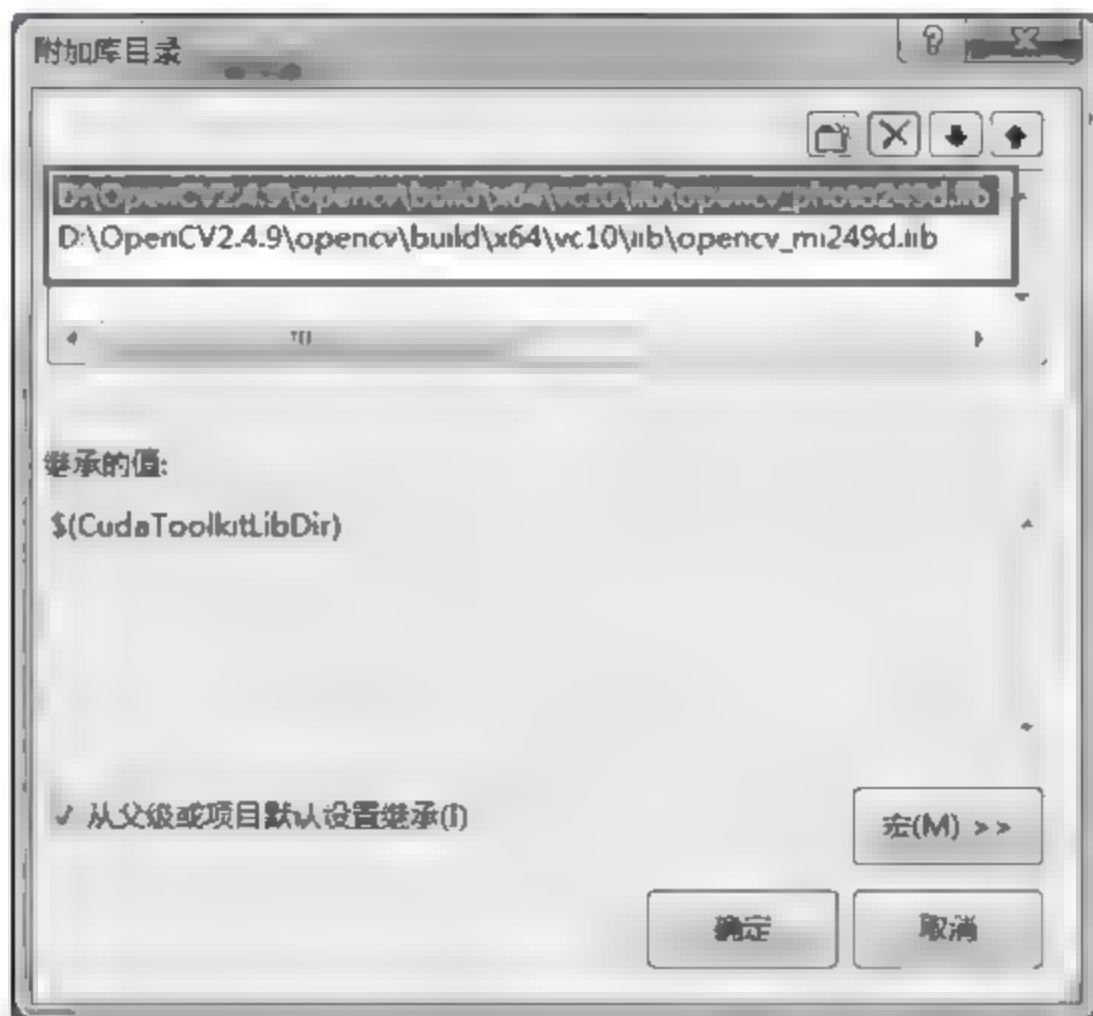 附加库目录
D:\OpenCV2.4.9\opencv\build\x64\vc10\lib\opencv_photo249d.lib
D:\OpenCV2.4.9\opencv\build\x64\vc10\lib\opencv_ml249d.lib
继承的值:
$(CudaToolkitLibDir)
从父级或项目默认设置继承(I)
宏(M) >>
确定
取消